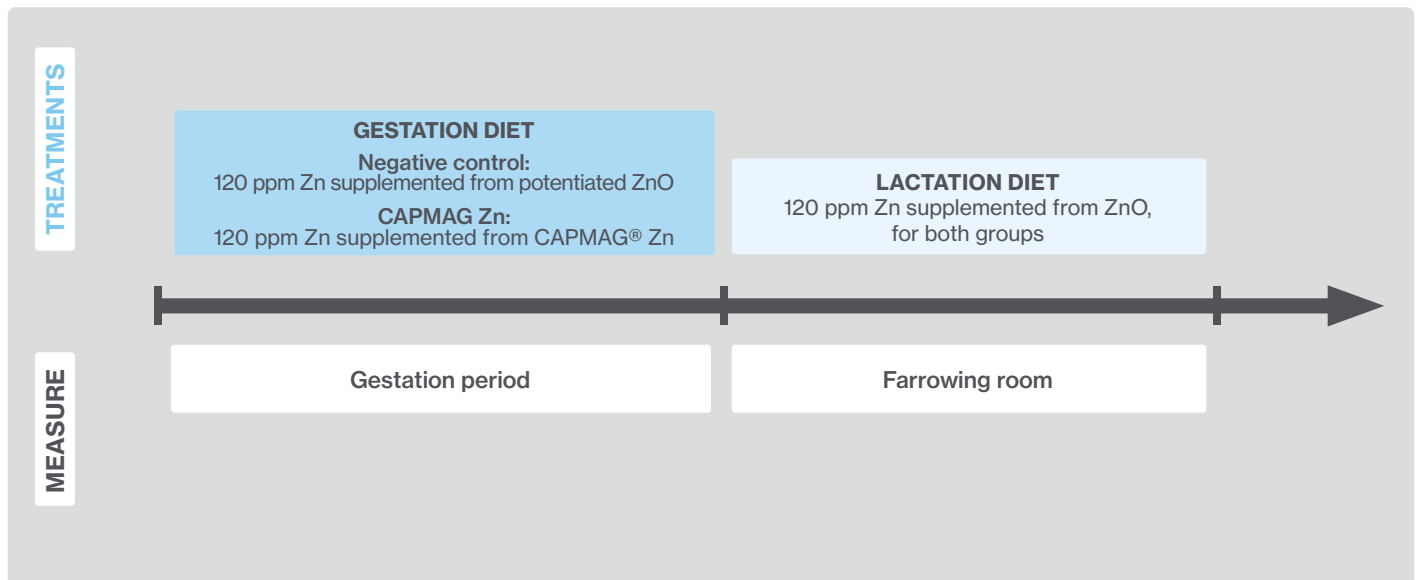 TREATMENTS
GESTATION DIET
Negative control:
120 ppm Zn supplemented from potentiated ZnO
CAPMAG Zn:
120 ppm Zn supplemented from CAPMAG® Zn
LACTATION DIET
120 ppm Zn supplemented from ZnO,
for both groups
MEASURE
Gestation period
Farrowing room